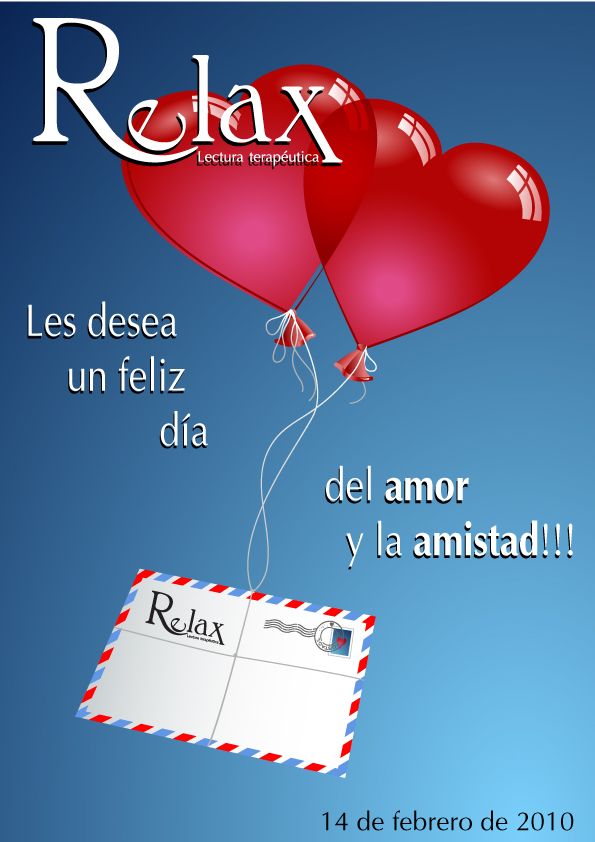 Relax
Lectura terapéutica
Les desea
un feliz
día
del amor
y la amistad!!!
Relax
Lectura terapéutica
14 de febrero de 2010